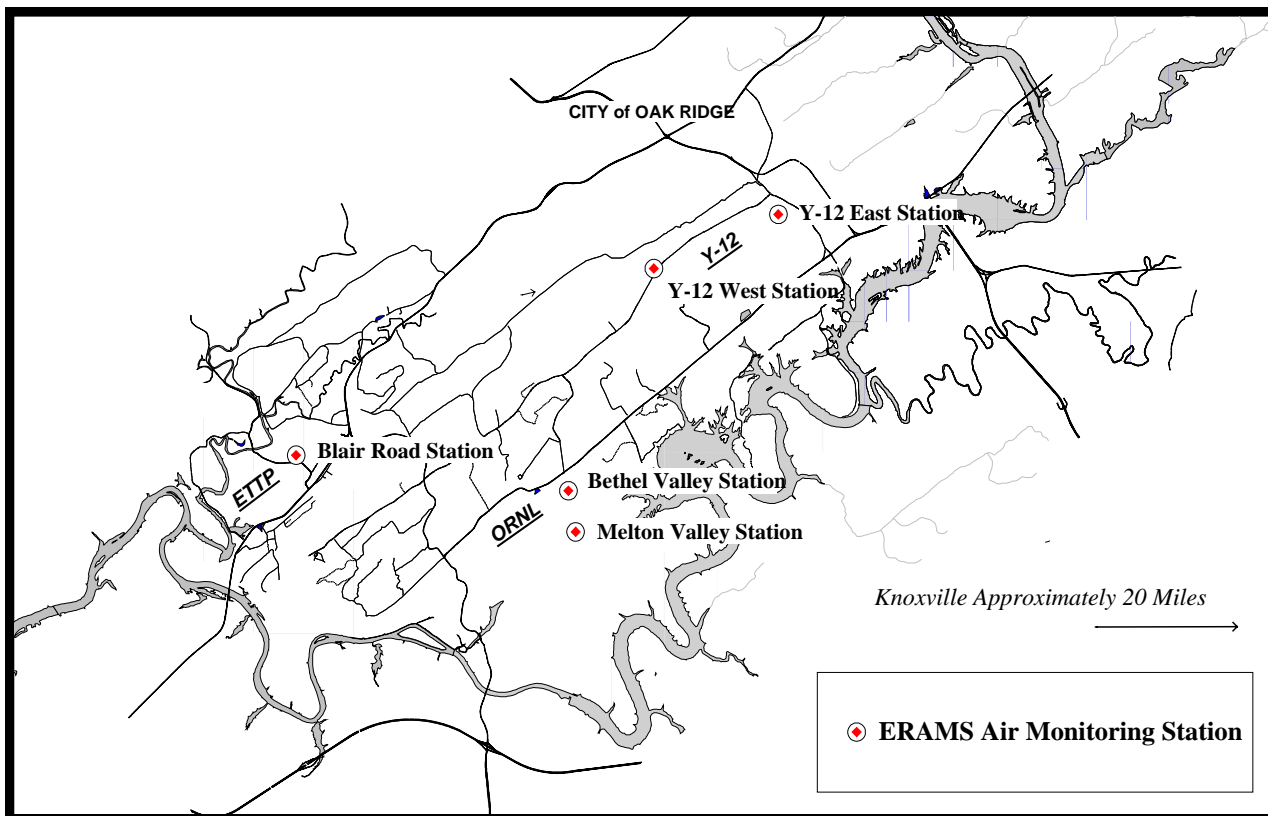 CITY of OAK RIDGE
Y-12 East Station
Y-12
Y-12 West Station
Blair Road Station
ETTP
Bethel Valley Station
ORNL
Melton Valley Station
Knoxville Approximately 20 Miles
ERAMS Air Monitoring Station